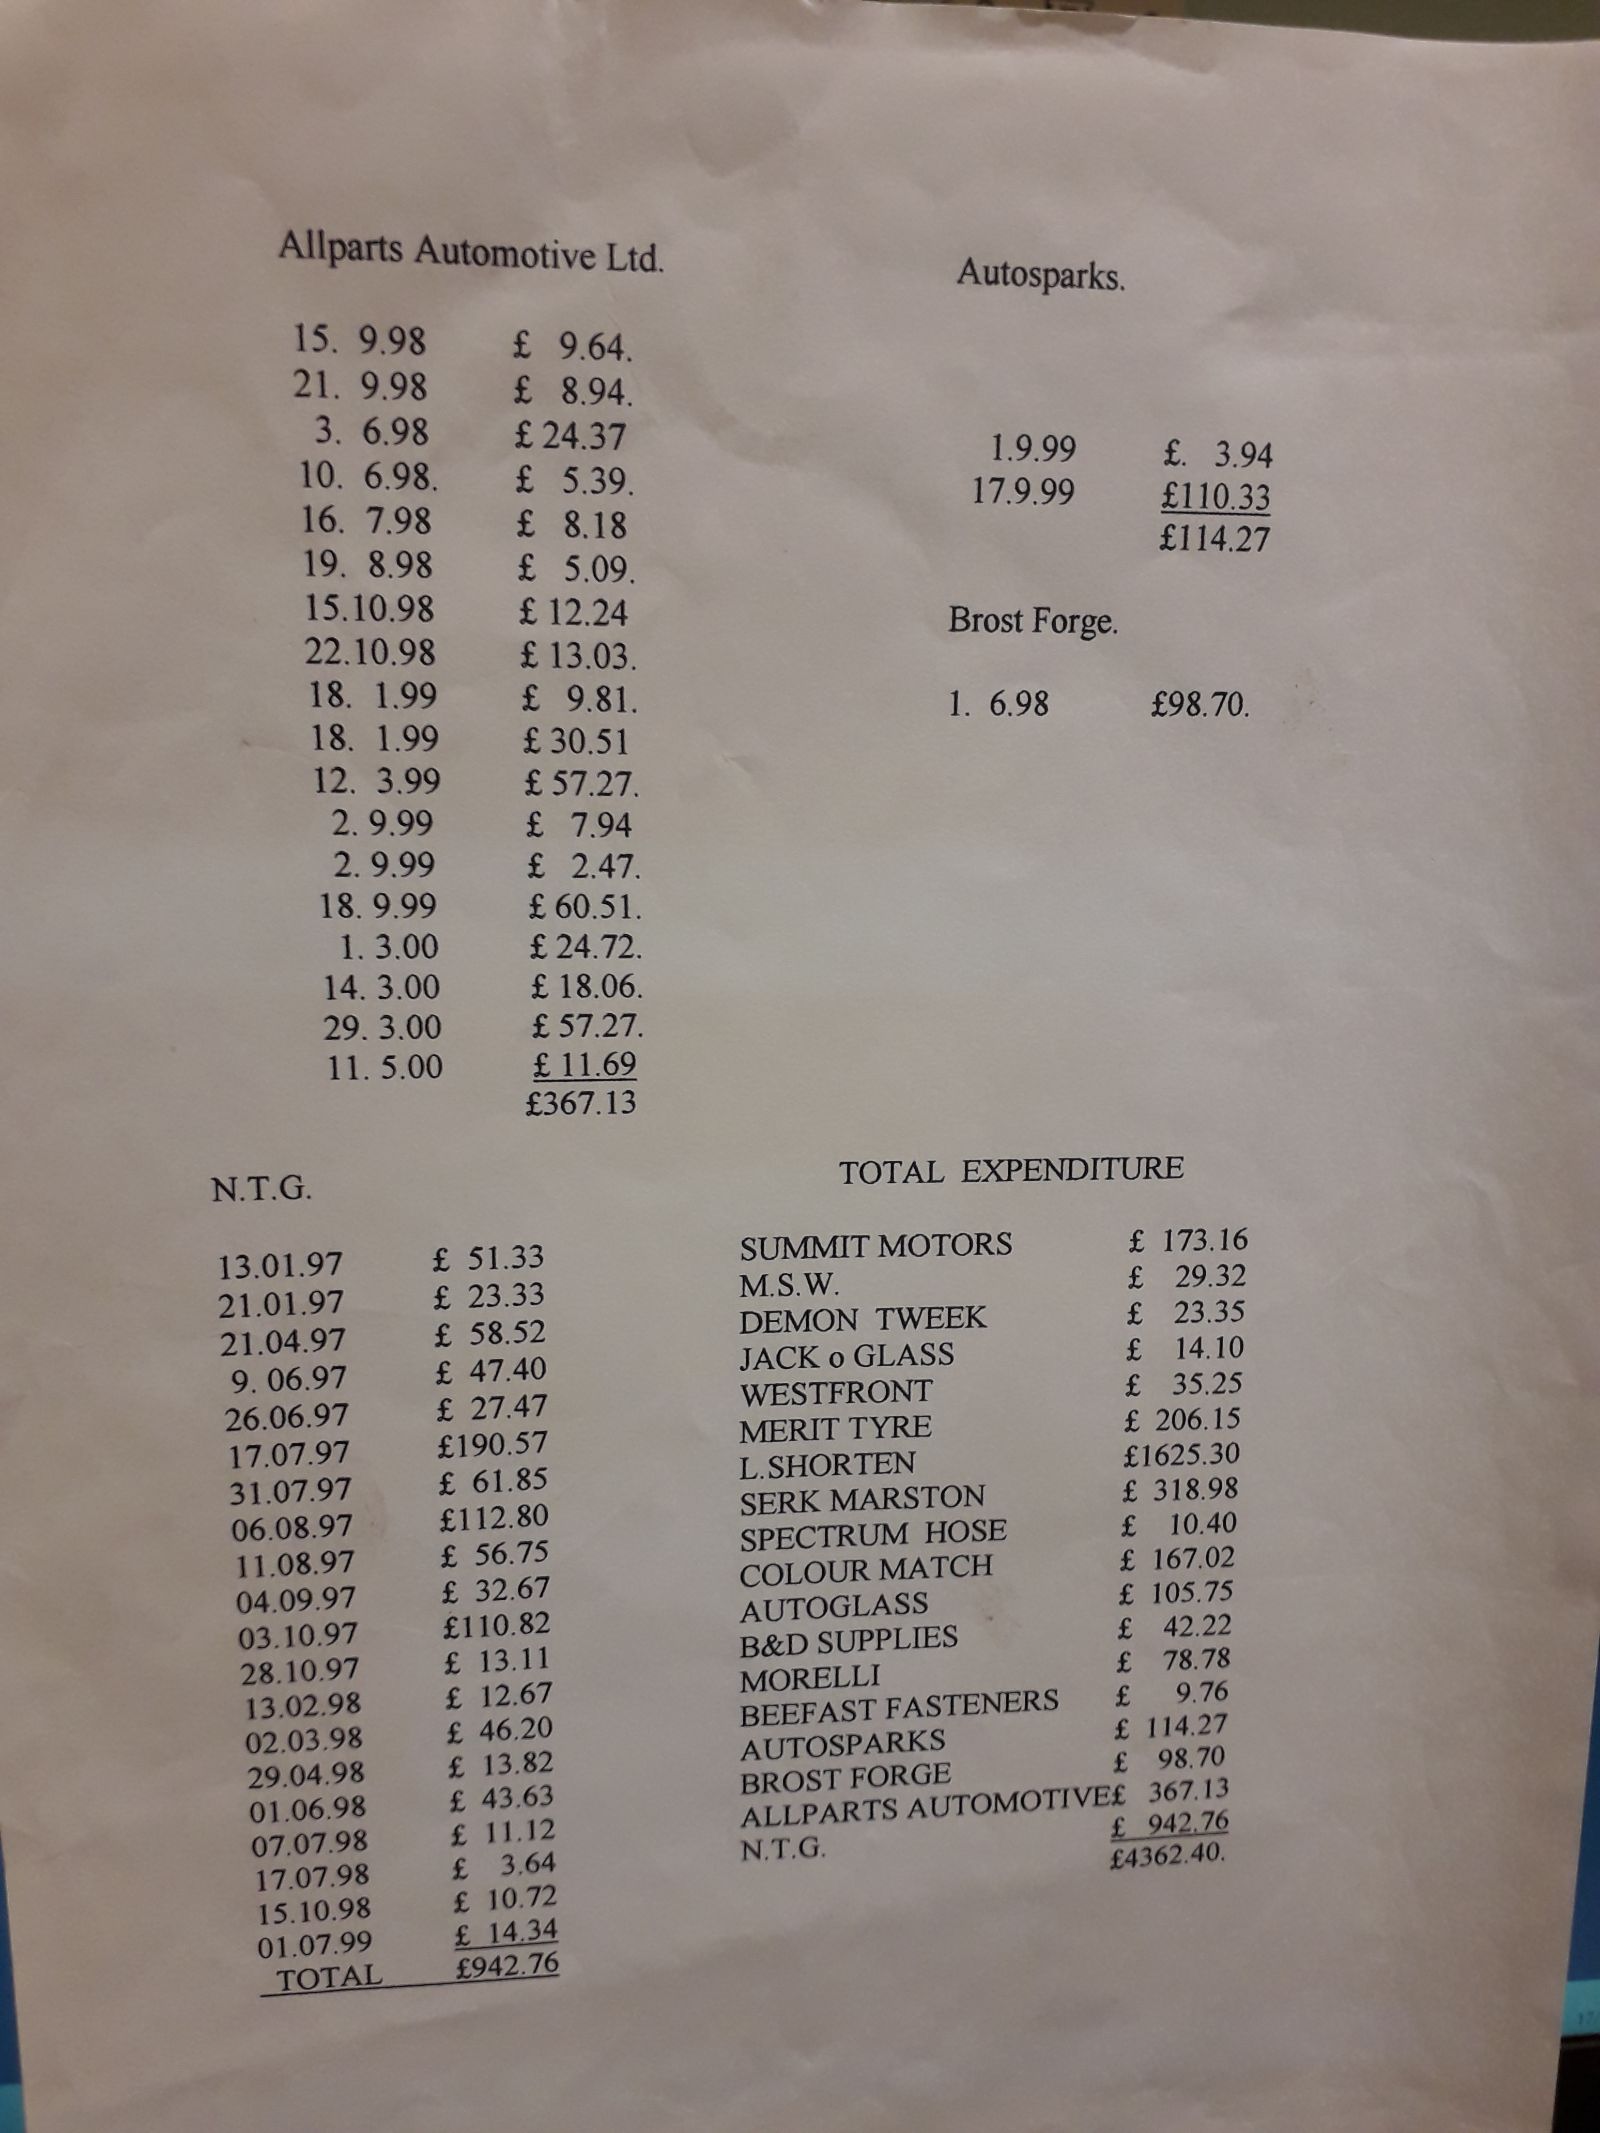 Allparts Automotive Ltd.
15. 9.98 £ 9.64.
21. 9.98 £ 8.94.
3. 6.98 £ 24.37
10. 6.98. £ 5.39.
16. 7.98 £ 8.18
19. 8.98 £ 5.09.
15.10.98 £ 12.24
22.10.98 £ 13.03.
18. 1.99 £ 9.81.
18. 1.99 £ 30.51
12. 3.99 £ 57.27.
2. 9.99 £ 7.94
2. 9.99 £ 2.47.
18. 9.99 £ 60.51.
1. 3.00 £ 24.72.
14. 3.00 £ 18.06.
29. 3.00 £ 57.27.
11. 5.00 £ 11.69
£367.13
Autosparks.
1.9.99 £. 3.94
17.9.99 £110.33
£114.27
Brost Forge.
1. 6.98 £98.70.
N.T.G.
13.01.97 £ 51.33
21.01.97 £ 23.33
21.04.97 £ 58.52
9. 06.97 £ 47.40
26.06.97 £ 27.47
17.07.97 £190.57
31.07.97 £ 61.85
06.08.97 £112.80
11.08.97 £ 56.75
04.09.97 £ 32.67
03.10.97 £110.82
28.10.97 £ 13.11
13.02.98 £ 12.67
02.03.98 £ 46.20
29.04.98 £ 13.82
01.06.98 £ 43.63
07.07.98 £ 11.12
17.07.98 £ 3.64
15.10.98 £ 10.72
01.07.99 £ 14.34
TOTAL £942.76
TOTAL EXPENDITURE
SUMMIT MOTORS £ 173.16
M.S.W. £ 29.32
DEMON TWEEK £ 23.35
JACK o GLASS £ 14.10
WESTFRONT £ 35.25
MERIT TYRE £ 206.15
L.SHORTEN £1625.30
SERK MARSTON £ 318.98
SPECTRUM HOSE £ 10.40
COLOUR MATCH £ 167.02
AUTOGLASS £ 105.75
B&D SUPPLIES £ 42.22
MORELLI £ 78.78
BEEFAST FASTENERS £ 9.76
AUTOSPARKS £ 114.27
BROST FORGE £ 98.70
ALLPARTS AUTOMOTIVE£ 367.13
N.T.G. £ 942.76
£4362.40.